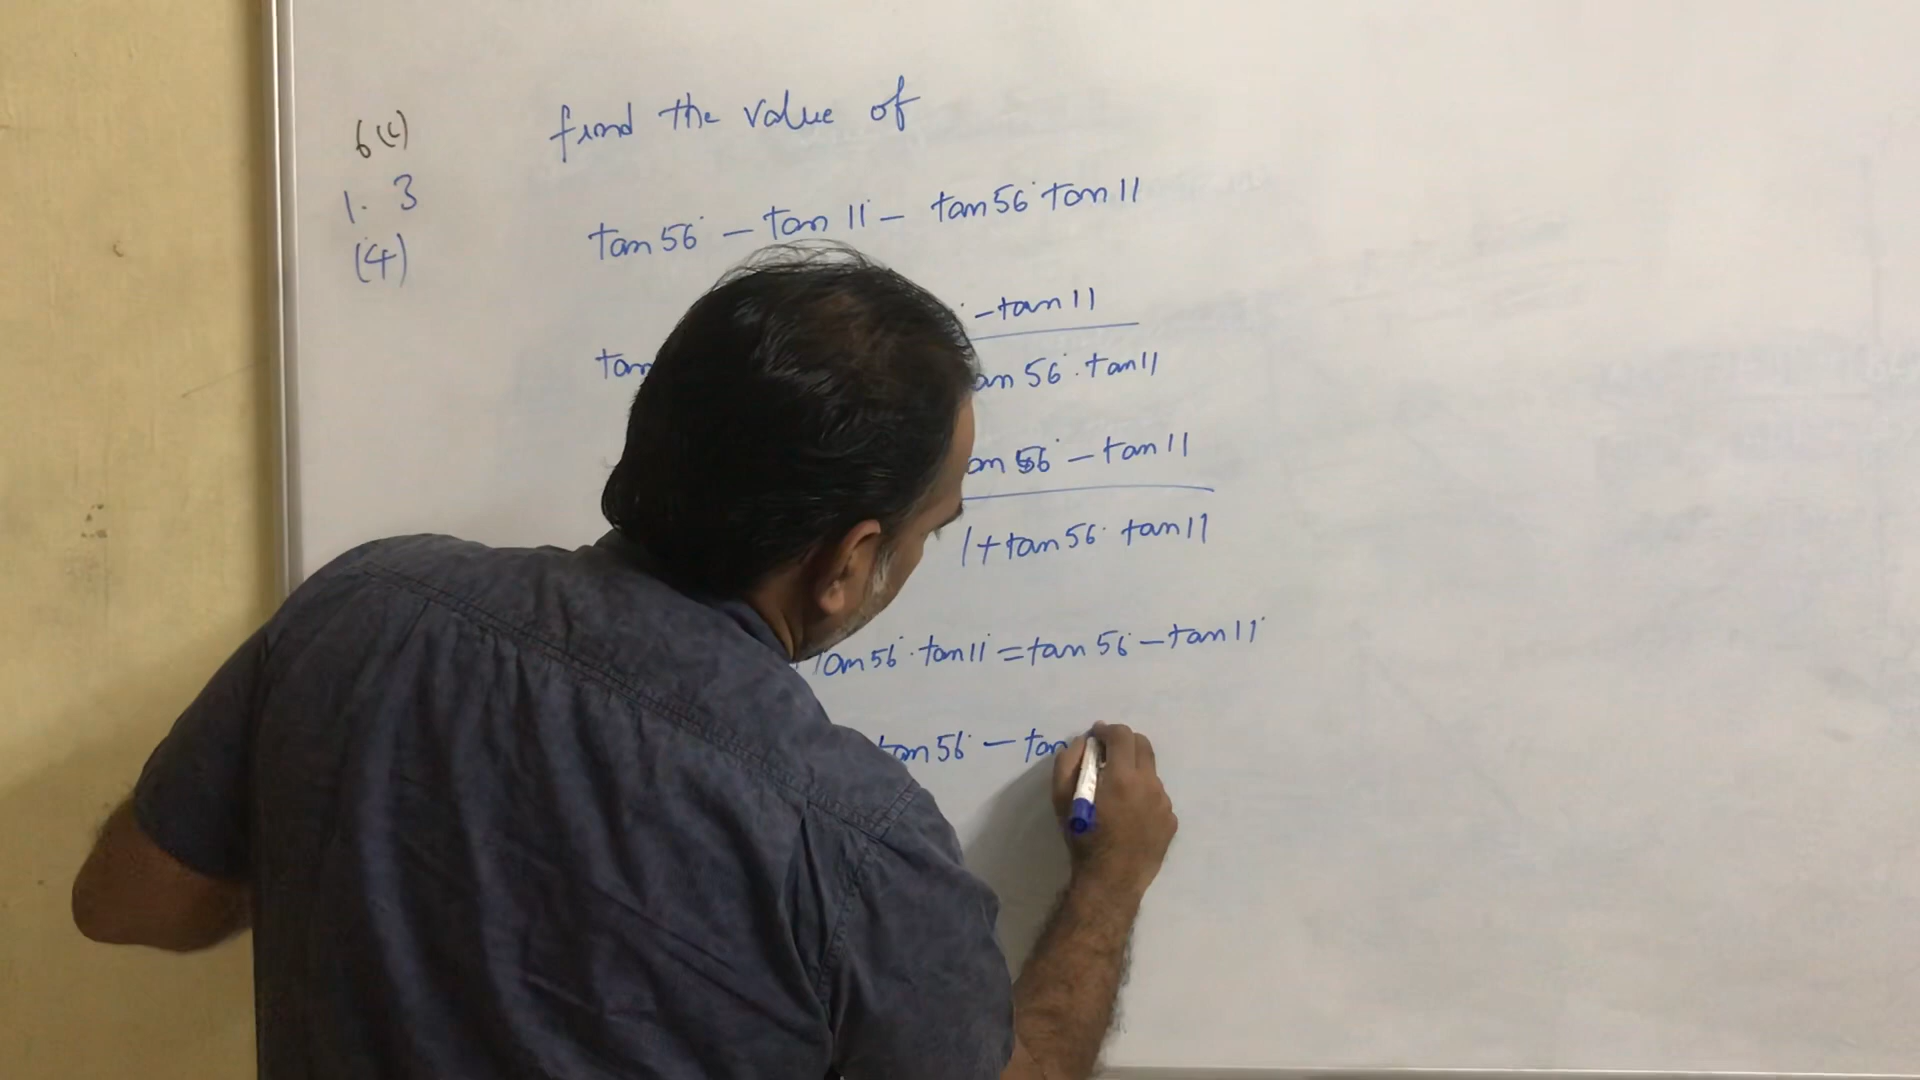 6(c)
1. 3
(4)
find the value of
tan 56° - tan 11° - tan 56° tan 11
- tan 11
tan
an 56° . tan 11
an 56° - tan 11
1 + tan 56° tan 11
tan 56° . tan 11° = tan 56° - tan 11°
tan 56° - tan